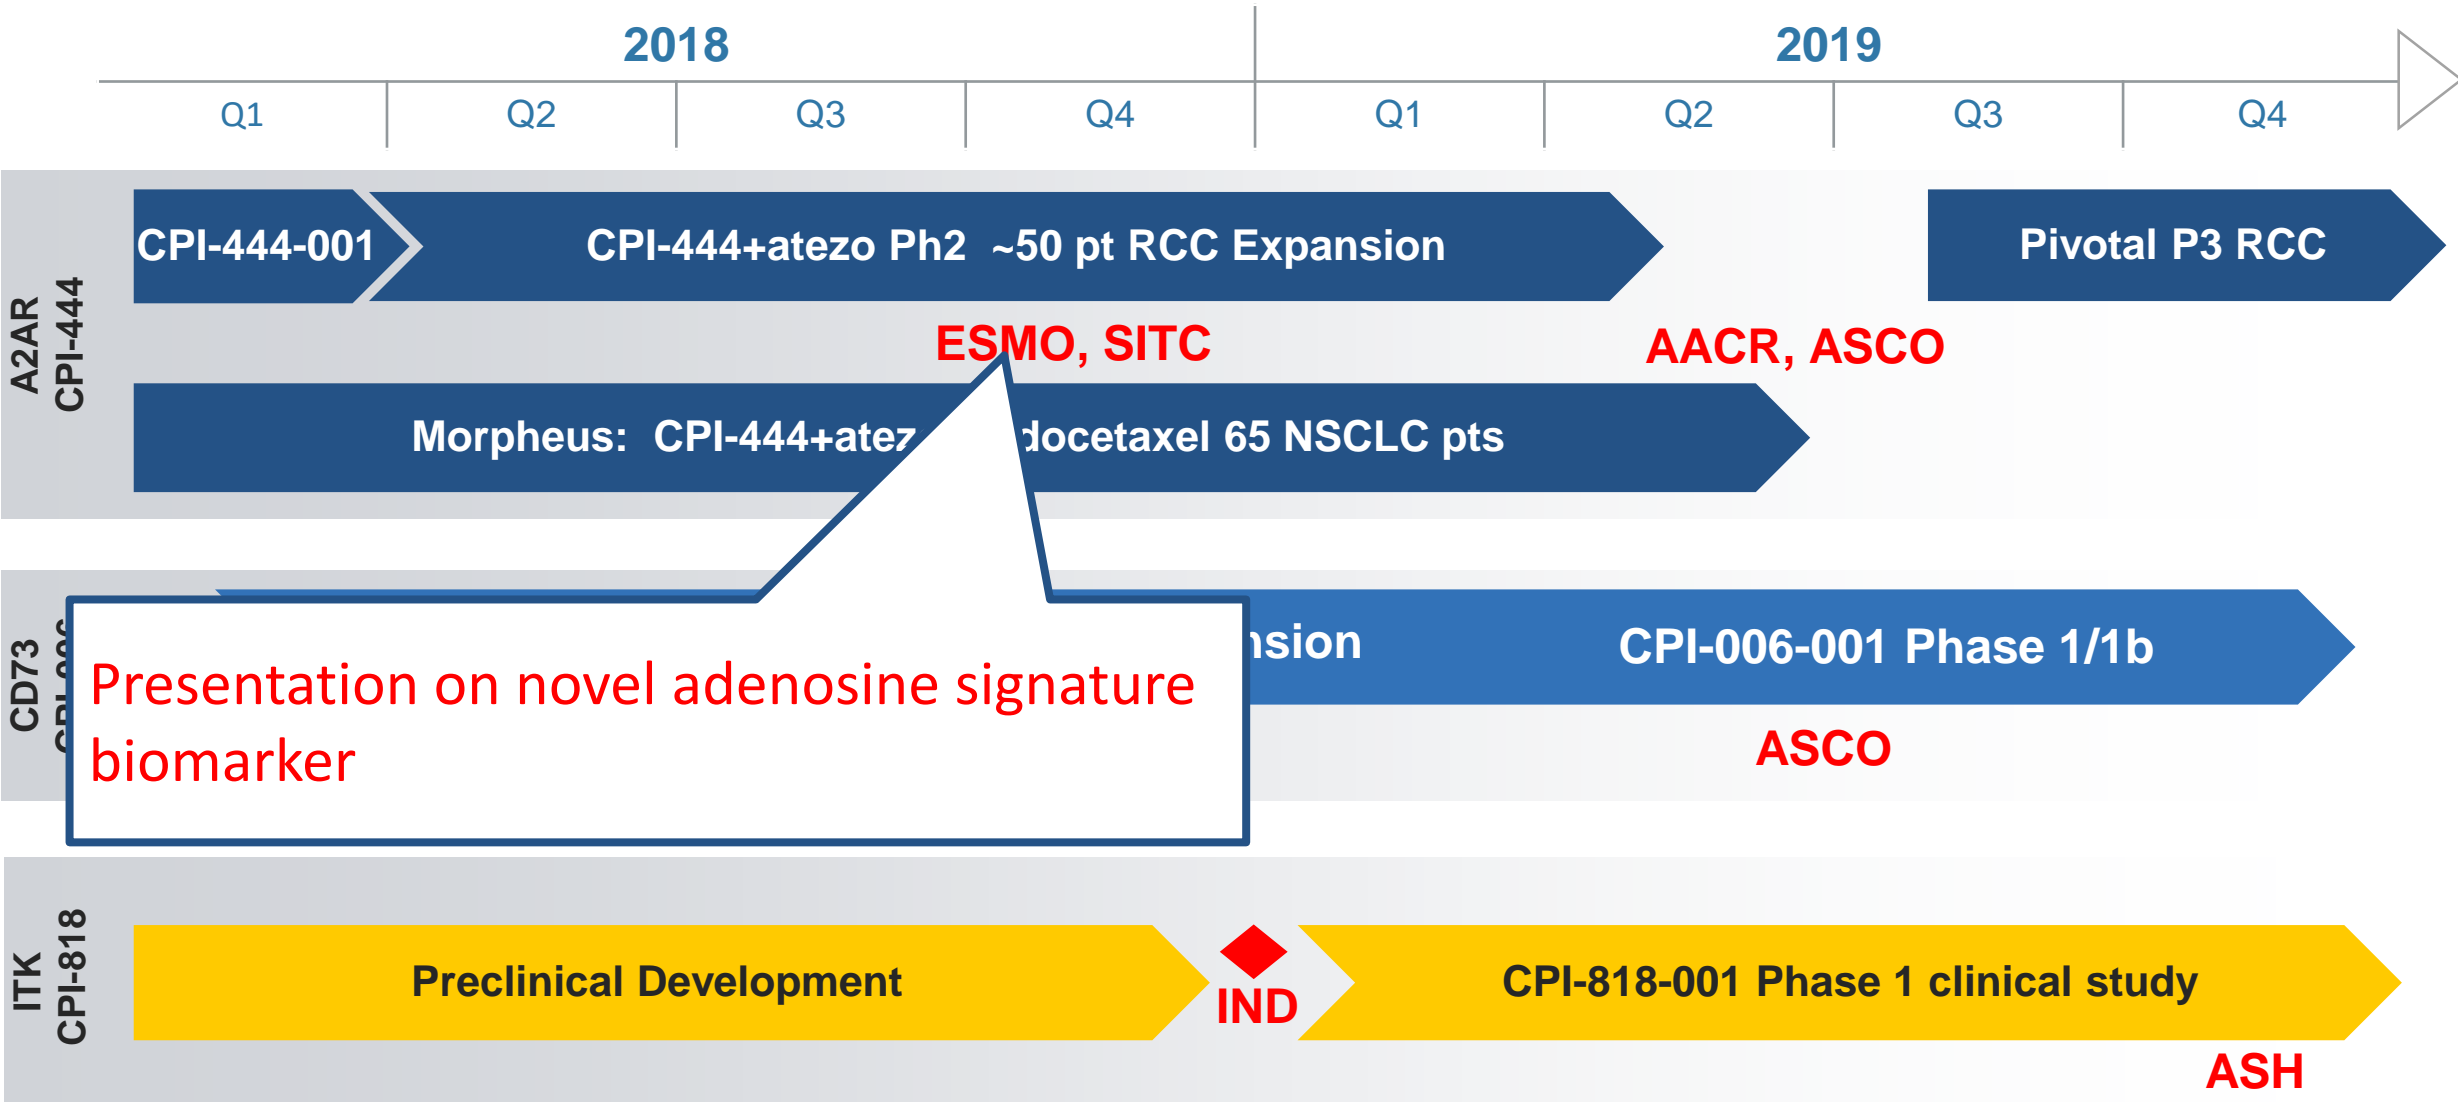 2018
2019
Q1
Q2
Q3
Q4
Q1
Q2
Q3
Q4
A2AR
CPI-444
CPI-444-001
CPI-444+atezo Ph2 ~50 pt RCC Expansion
Pivotal P3 RCC
ESMO, SITC
AACR, ASCO
Morpheus: CPI-444+atez
docetaxel 65 NSCLC pts
CD73
nsion
CPI-006-001 Phase 1/1b
Presentation on novel adenosine signature
biomarker
ASCO
ITK
CPI-818
Preclinical Development
IND
CPI-818-001 Phase 1 clinical study
ASH